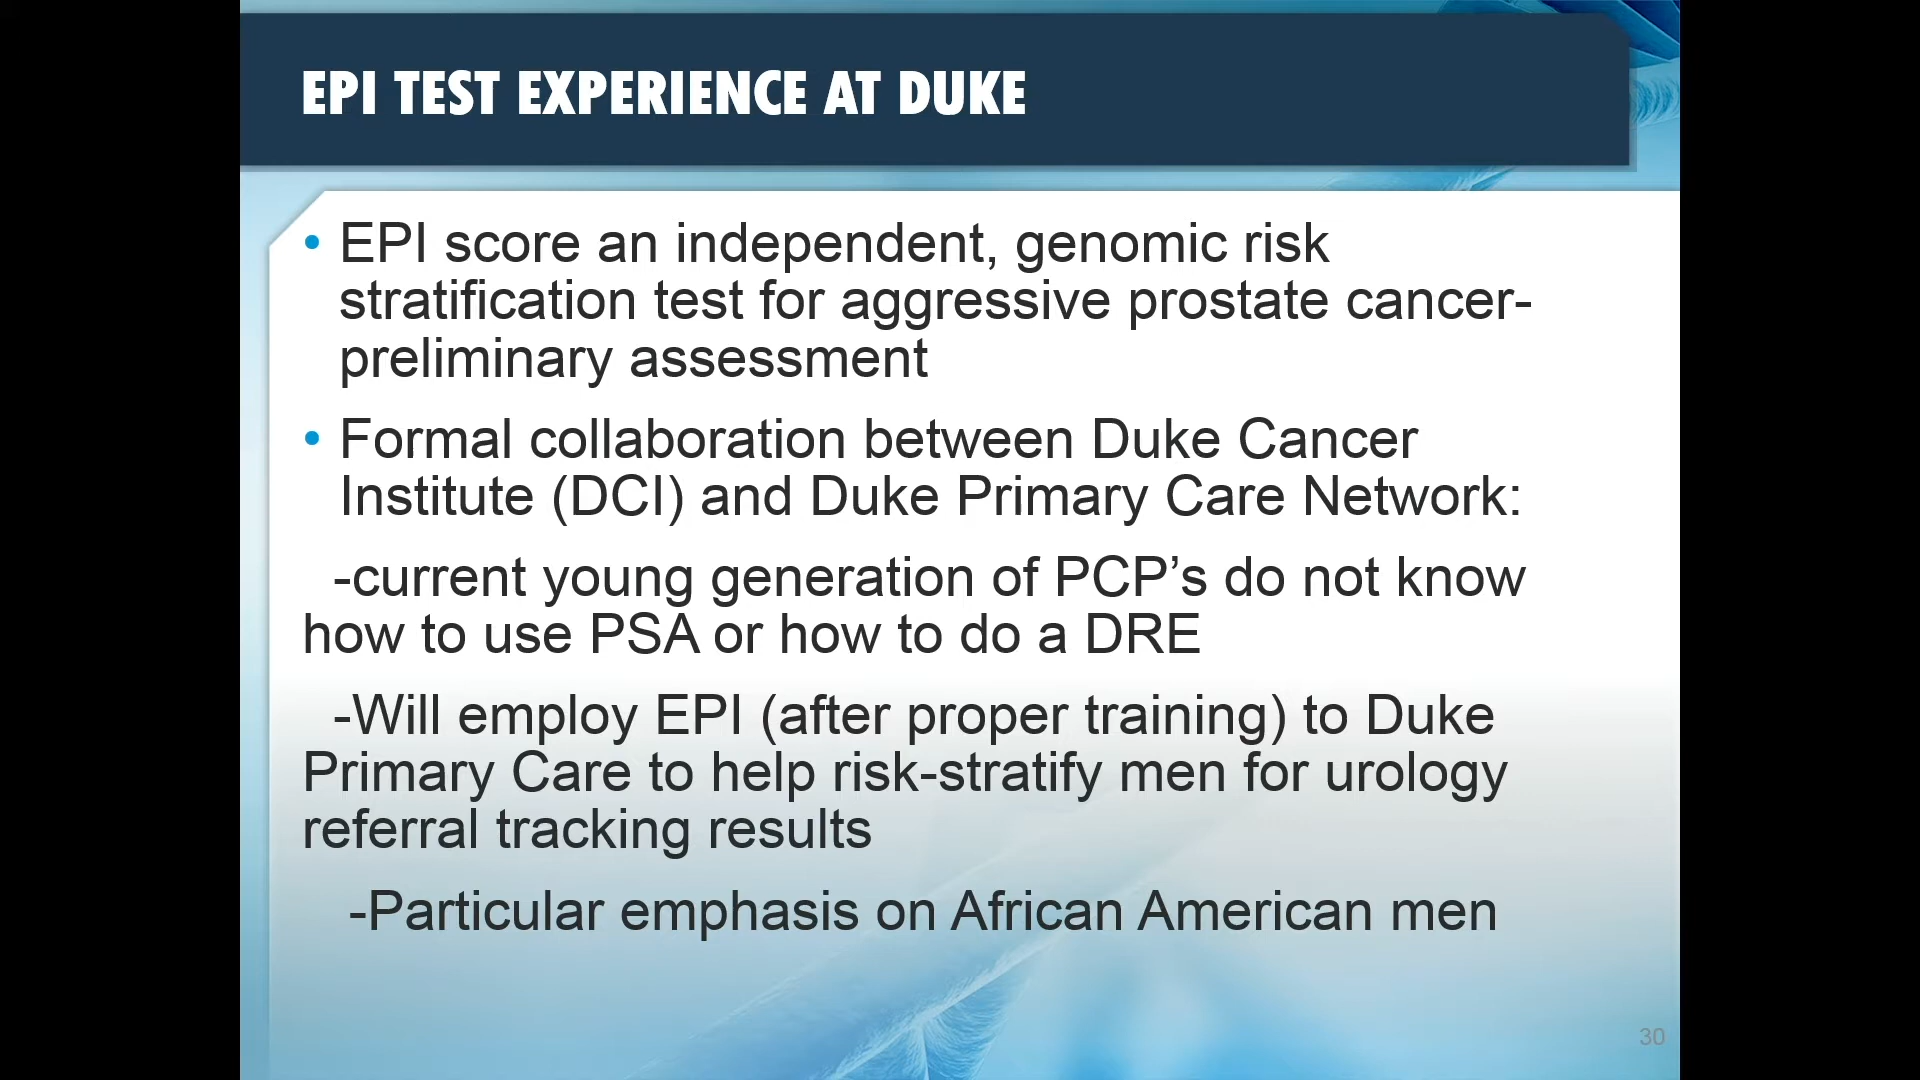 EPI TEST EXPERIENCE AT DUKE
• EPI score an independent, genomic risk
stratification test for aggressive prostate cancer-
preliminary assessment
• Formal collaboration between Duke Cancer
Institute (DCI) and Duke Primary Care Network:
-current young generation of PCP’s do not know
how to use PSA or how to do a DRE
-Will employ EPI (after proper training) to Duke
Primary Care to help risk-stratify men for urology
referral tracking results
-Particular emphasis on African American men
30